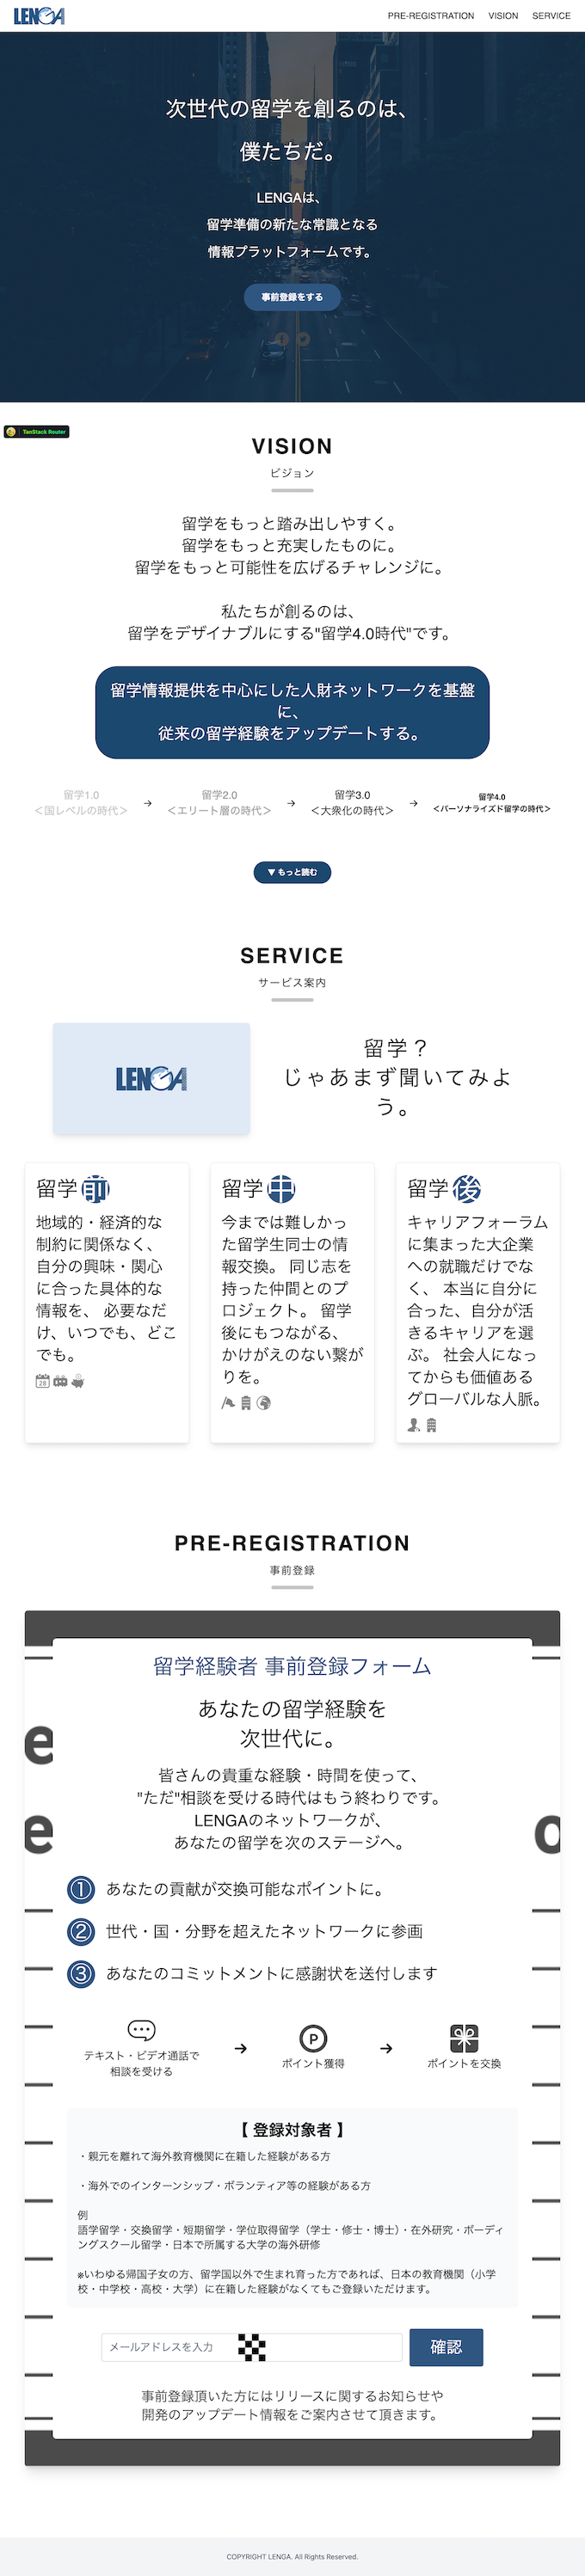 LENGA
PRE-REGISTRATION VISION SERVICE
次世代の留学を創るのは、
僕たちだ。
LENGAは、
留学準備の新たな常識となる
情報プラットフォームです。
事前登録をする
TanStack Router
VISION
ビジョン
留学をもっと踏み出しやすく。
留学をもっと充実したものに。
留学をもっと可能性を広げるチャレンジに。
私たちが創るのは、
留学をデザイナブルにする"留学4.0時代"です。
留学情報提供を中心にした人財ネットワークを基盤
に、
従来の留学経験をアップデートする。
留学1.0
＜国レベルの時代＞
→
留学2.0
＜エリート層の時代＞
→
留学3.0
＜大衆化の時代＞
→
留学4.0
＜パーソナライズド留学の時代＞
▼ もっと読む
SERVICE
サービス案内
LENGA
留学？
じゃあまず聞いてみよ
う。
留学前
地域的・経済的な
制約に関係なく、
自分の興味・関心
に合った具体的な
情報を、 必要なだ
け、いつでも、どこ
でも。
28
留学中
今までは難しかっ
た留学生同士の情
報交換。 同じ志を
持った仲間とのプ
ロジェクト。 留学
後にもつながる、
かけがえのない繋が
りを。
留学後
キャリアフォーラム
に集まった大企業
への就職だけでな
く、 本当に自分に
合った、自分が活
きるキャリアを選
ぶ。 社会人になっ
てからも価値ある
グローバルな人脈。
PRE-REGISTRATION
事前登録
留学経験者 事前登録フォーム
あなたの留学経験を
次世代に。
皆さんの貴重な経験・時間を使って、
"ただ"相談を受ける時代はもう終わりです。
LENGAのネットワークが、
あなたの留学を次のステージへ。
① あなたの貢献が交換可能なポイントに。
② 世代・国・分野を超えたネットワークに参画
③ あなたのコミットメントに感謝状を送付します
テキスト・ビデオ通話で
相談を受ける
→
P
ポイント獲得
→
ポイントを交換
【 登録対象者 】
・親元を離れて海外教育機関に在籍した経験がある方
・海外でのインターンシップ・ボランティア等の経験がある方
例
語学留学・交換留学・短期留学・学位取得留学（学士・修士・博士）・在外研究・ボーディ
ングスクール留学・日本で所属する大学の海外研修
※いわゆる帰国子女の方、留学国以外で生まれ育った方であれば、日本の教育機関（小学
校・中学校・高校・大学）に在籍した経験がなくてもご登録いただけます。
メールアドレスを入力
確認
事前登録頂いた方にはリリースに関するお知らせや
開発のアップデート情報をご案内させて頂きます。
COPYRIGHT LENGA. All Rights Reserved.